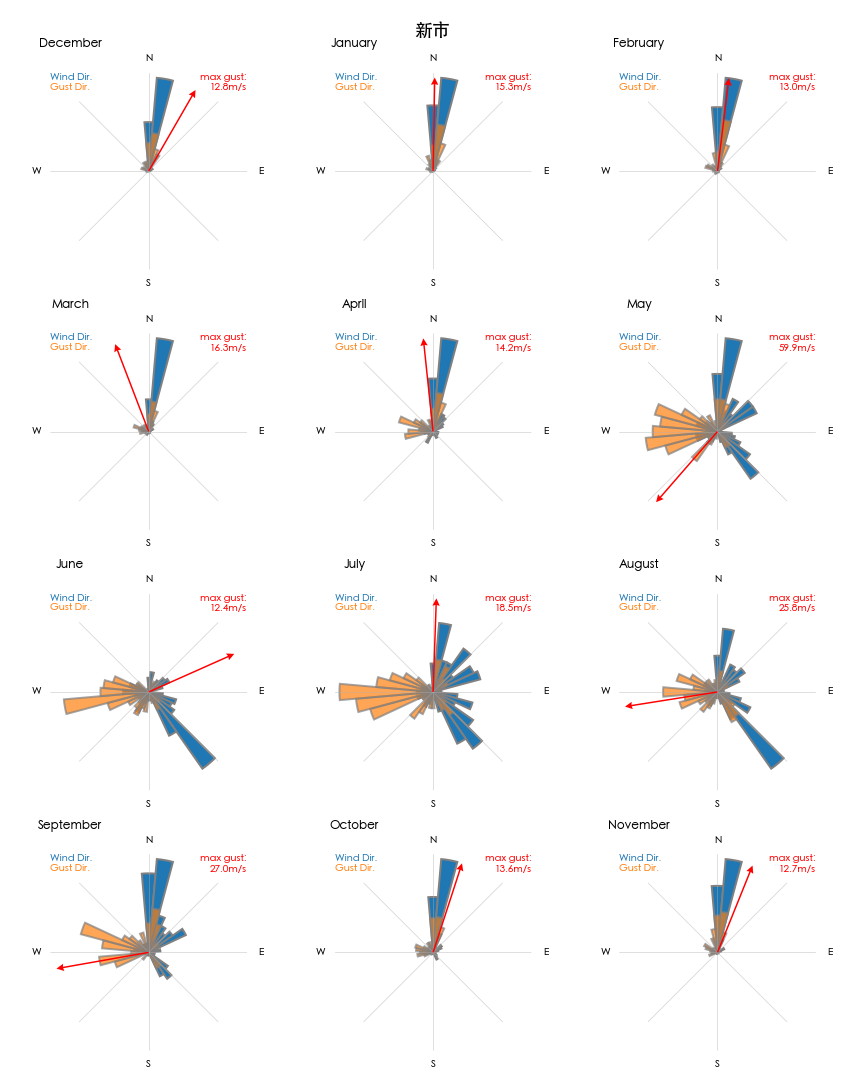 新市
December
N
Wind Dir.
Gust Dir.
max gust:
12.8m/s
W
E
S
January
N
Wind Dir.
Gust Dir.
max gust:
15.3m/s
W
E
S
February
N
Wind Dir.
Gust Dir.
max gust:
13.0m/s
W
E
S
March
N
Wind Dir.
Gust Dir.
max gust:
16.3m/s
W
E
S
April
N
Wind Dir.
Gust Dir.
max gust:
14.2m/s
W
E
S
May
N
Wind Dir.
Gust Dir.
max gust:
59.9m/s
W
E
S
June
N
Wind Dir.
Gust Dir.
max gust:
12.4m/s
W
E
S
July
N
Wind Dir.
Gust Dir.
max gust:
18.5m/s
W
E
S
August
N
Wind Dir.
Gust Dir.
max gust:
25.8m/s
W
E
S
September
N
Wind Dir.
Gust Dir.
max gust:
27.0m/s
W
E
S
October
N
Wind Dir.
Gust Dir.
max gust:
13.6m/s
W
E
S
November
N
Wind Dir.
Gust Dir.
max gust:
12.7m/s
W
E
S